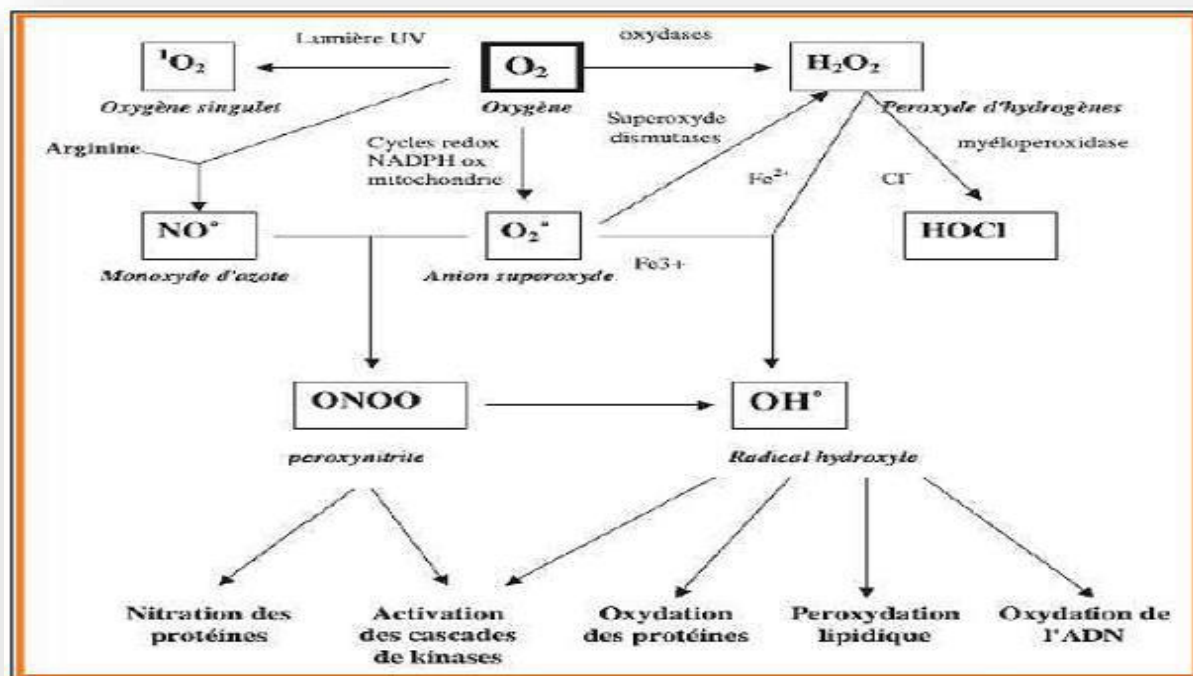 Lumière UV
oxydases
¹O₂
O₂
H₂O₂
Oxygène singulet
Oxygène
Peroxyde d'hydrogènes
Arginine
Cycles redox
NADPH ox
mitochondric
Superoxyde
dismutases
myéloperoxidase
Fe²⁺
Cl⁻
NO°
O₂°
HOCl
Monoxyde d'azote
Anion superoxyde
Fe3+
ONOO
OH°
peroxynitrite
Radical hydroxyle
Nitration des
protéines
Activation
des cascades
de kinases
Oxydation
des protéines
Peroxydation
lipidique
Oxydation de
l'ADN